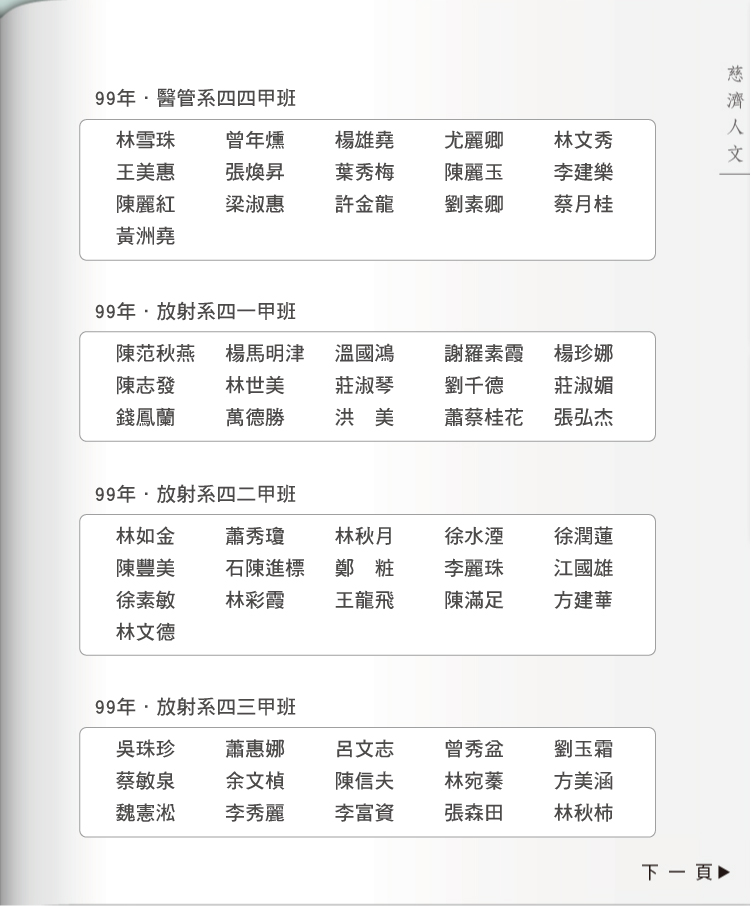 慈濟人文
99年‧醫管系四四甲班
林雪珠 曾年燻 楊雄堯 尤麗卿 林文秀
王美惠 張煥昇 葉秀梅 陳麗玉 李建樂
陳麗紅 梁淑惠 許金龍 劉素卿 蔡月桂
黃洲堯
99年‧放射系四一甲班
陳范秋燕 楊馬明津 溫國鴻 謝羅素霞 楊珍娜
陳志發 林世美 莊淑琴 劉千德 莊淑媚
錢鳳蘭 萬德勝 洪　美 蕭蔡桂花 張弘杰
99年‧放射系四二甲班
林如金 蕭秀瓊 林秋月 徐水湮 徐潤蓮
陳豐美 石陳進標 鄭　粧 李麗珠 江國雄
徐素敏 林彩霞 王龍飛 陳滿足 方建華
林文德
99年‧放射系四三甲班
吳珠珍 蕭惠娜 呂文志 曾秀盆 劉玉霜
蔡敏泉 余文楨 陳信夫 林宛蓁 方美涵
魏憲淞 李秀麗 李富資 張森田 林秋柿
下一頁▶